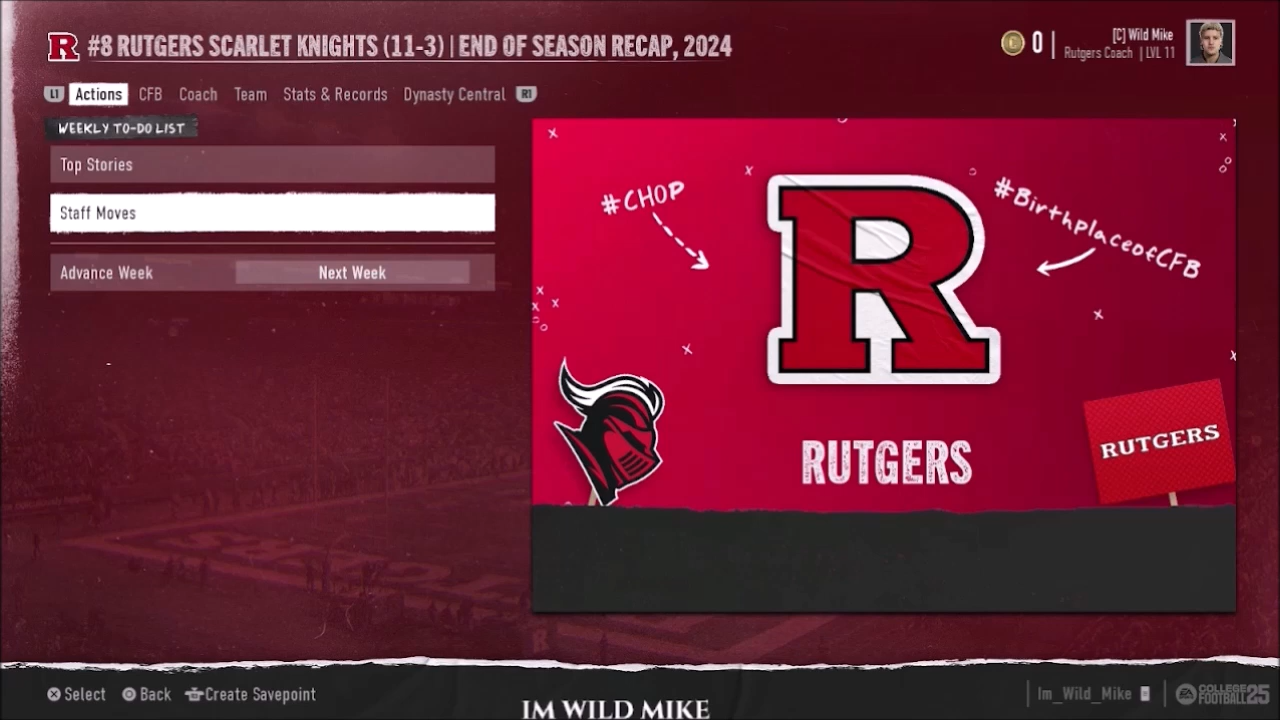 R #8 RUTGERS SCARLET KNIGHTS (11-3) | END OF SEASON RECAP, 2024
0 | [C] Wild Mike
Rutgers Coach | LVL 11
L1 Actions CFB Coach Team Stats & Records Dynasty Central R1
WEEKLY TO-DO LIST
Top Stories
Staff Moves
Advance Week Next Week
#CHOP
#BirthplaceofCFB
R
RUTGERS
RUTGERS
Select Back Create Savepoint
IM WILD MIKE
Im_Wild_Mike
EA COLLEGE FOOTBALL 25